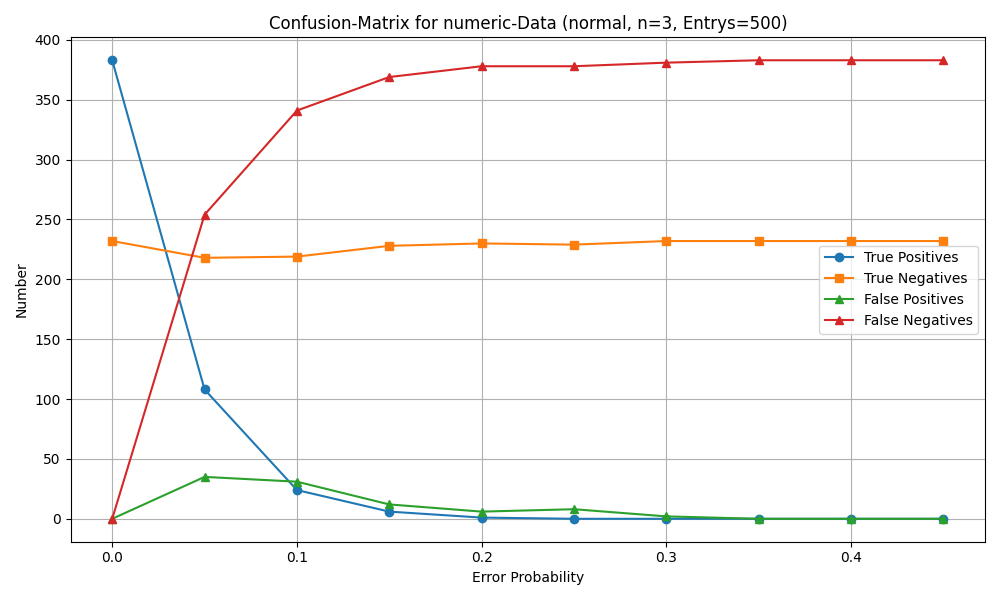 Confusion-Matrix for numeric-Data (normal, n=3, Entrys=500)
400
350
300
250
200
150
100
50
0
Number
True Positives
True Negatives
False Positives
False Negatives
0.0
0.1
0.2
0.3
0.4
Error Probability